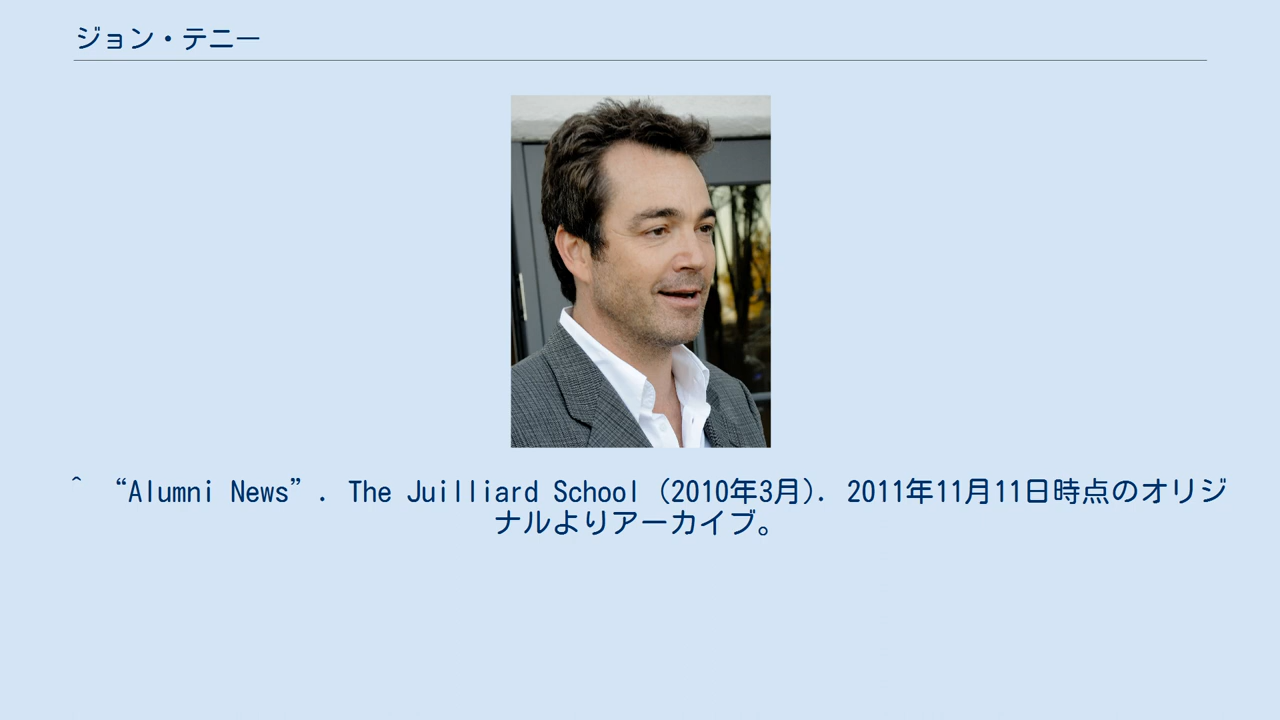 ジョン・テニー
^ “Alumni News”. The Juilliard School (2010年3月). 2011年11月11日時点のオリジ
ナルよりアーカイブ。